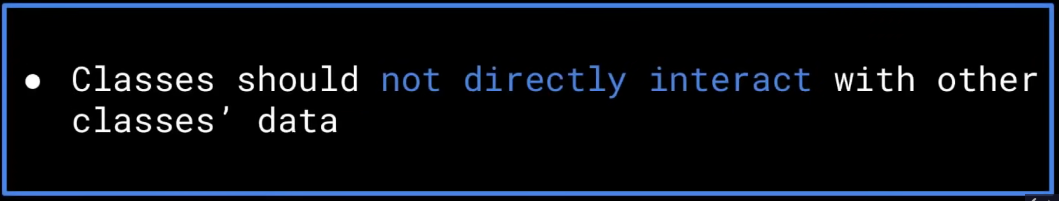 ● Classes should not directly interact with other
classes’ data